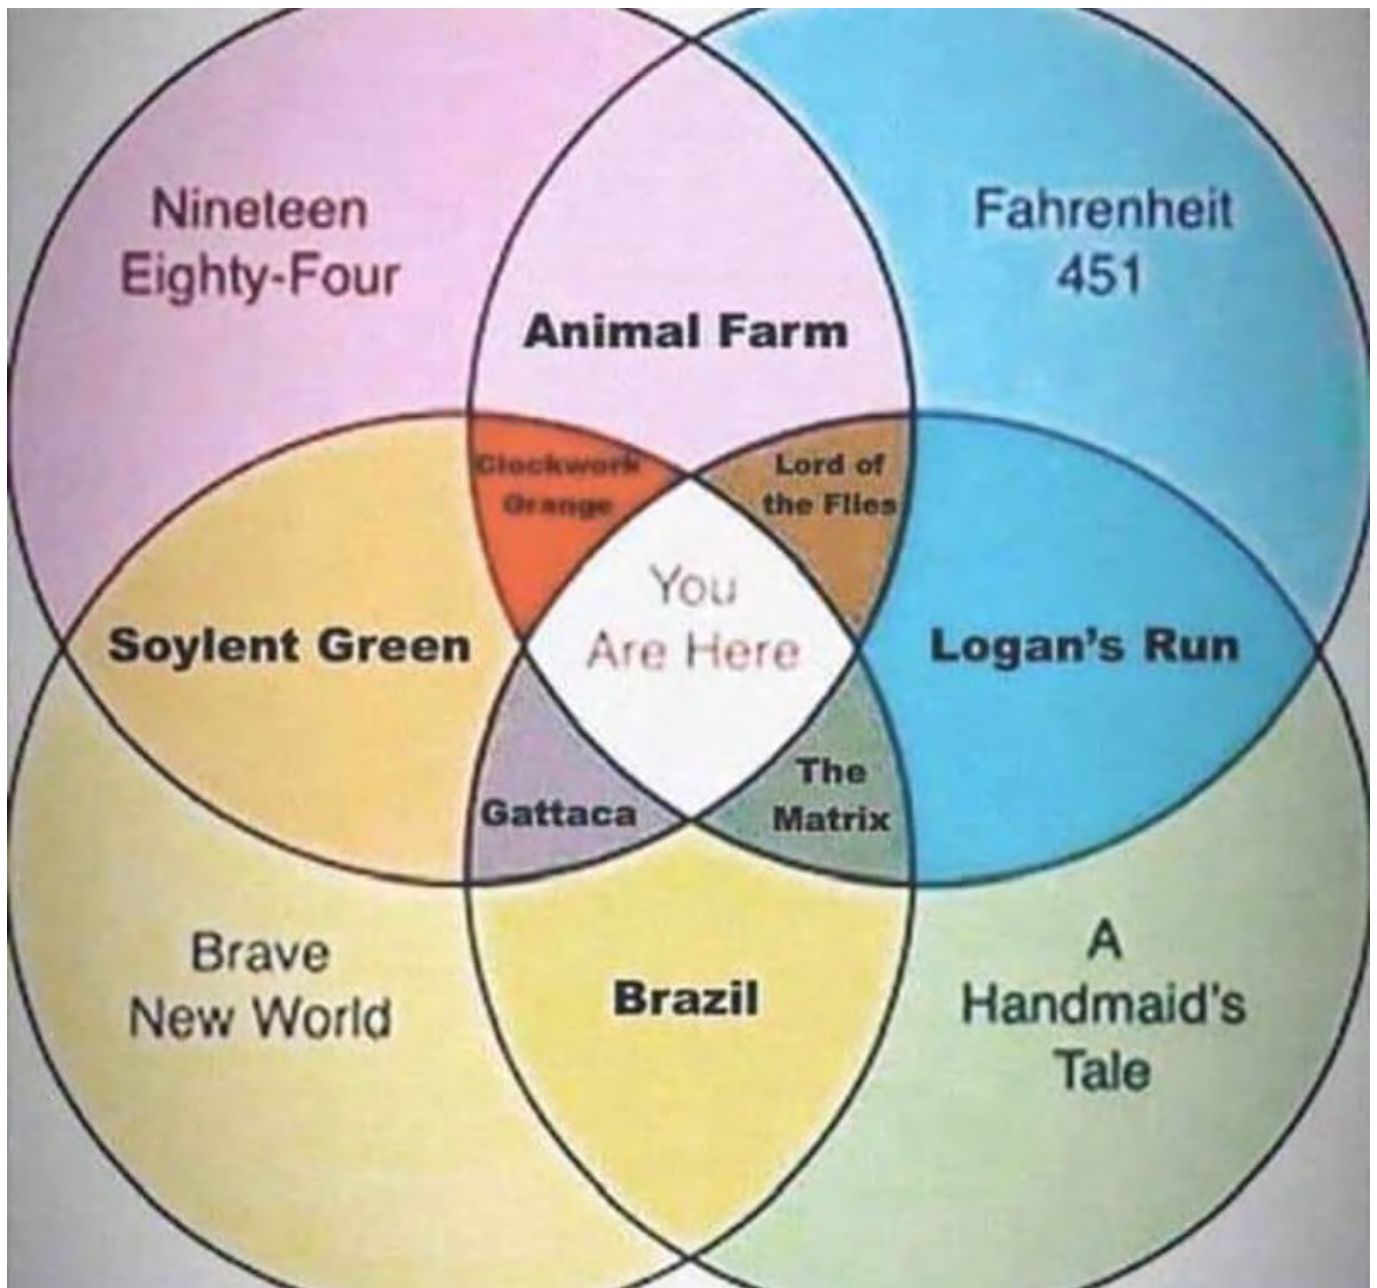 Nineteen
Eighty-Four
Fahrenheit
451
Animal Farm
Clockwork
Orange
Lord of
the Flies
You
Are Here
Soylent Green
Logan's Run
Gattaca
The
Matrix
Brave
New World
Brazil
A
Handmaid's
Tale